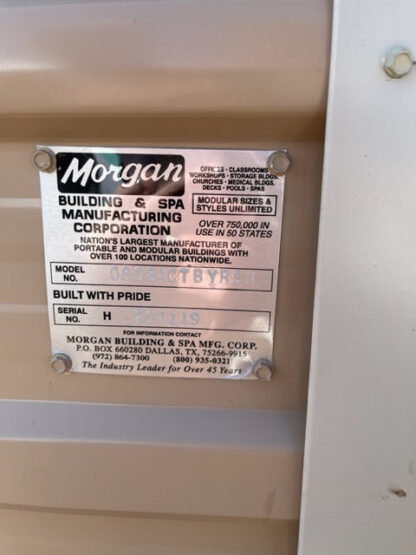 Morgan
OFFICES · CLASSROOMS
WORKSHOPS · STORAGE BLDGS.
CHURCHES · MEDICAL BLDGS.
DECKS · POOLS · SPAS
BUILDING & SPA
MANUFACTURING
CORPORATION
MODULAR SIZES &
STYLES UNLIMITED
OVER 750,000 IN
USE IN 50 STATES
NATION'S LARGEST MANUFACTURER OF
PORTABLE AND MODULAR BUILDINGS WITH
OVER 100 LOCATIONS NATIONWIDE.
MODEL
NO.
BUILT WITH PRIDE
SERIAL
NO.
H
FOR INFORMATION CONTACT
MORGAN BUILDING & SPA MFG. CORP.
P.O. BOX 660280 DALLAS, TX, 75266-9915
(972) 864-7300 (800) 935-0321
The Industry Leader for Over 45 Years